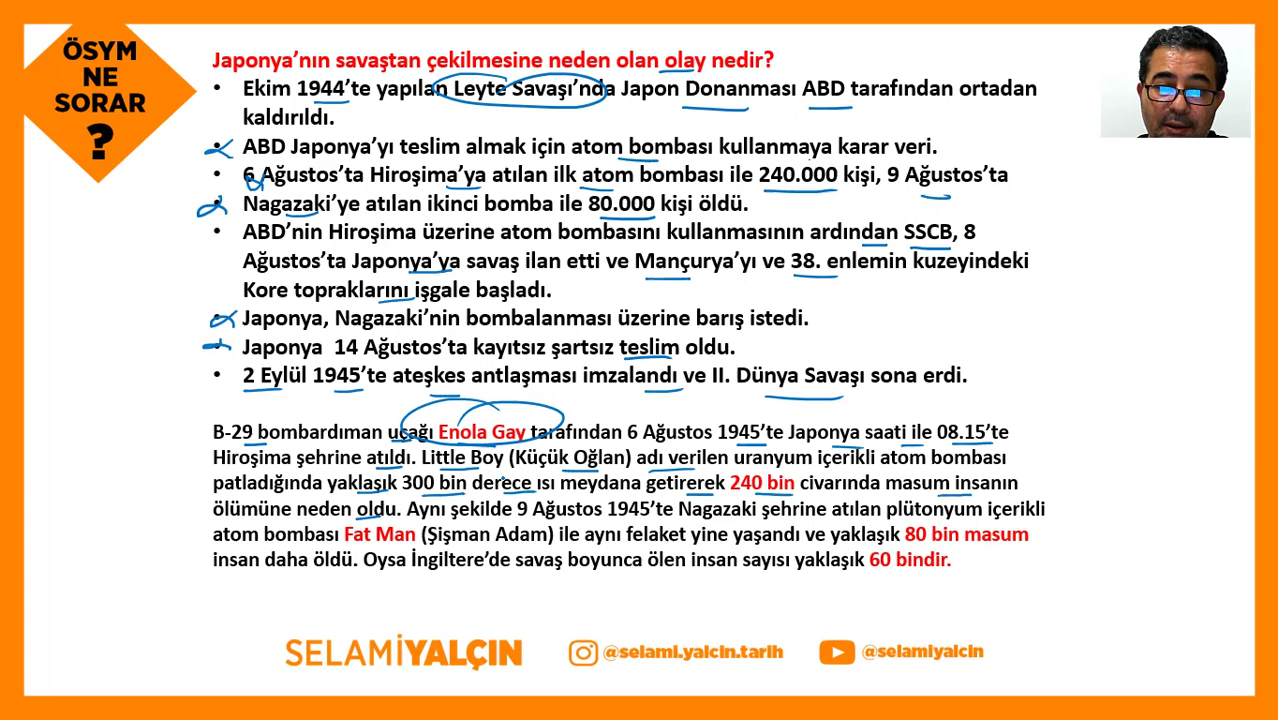 ÖSYM
NE
SORAR
?
Japonya’nın savaştan çekilmesine neden olan olay nedir?
• Ekim 1944’te yapılan Leyte Savaşı’nda Japon Donanması ABD tarafından ortadan
kaldırıldı.
• ABD Japonya’yı teslim almak için atom bombası kullanmaya karar veri.
• 6 Ağustos’ta Hiroşima’ya atılan ilk atom bombası ile 240.000 kişi, 9 Ağustos’ta
• Nagazaki’ye atılan ikinci bomba ile 80.000 kişi öldü.
• ABD’nin Hiroşima üzerine atom bombasını kullanmasının ardından SSCB, 8
Ağustos’ta Japonya’ya savaş ilan etti ve Mançurya’yı ve 38. enlemin kuzeyindeki
Kore topraklarını işgale başladı.
• Japonya, Nagazaki’nin bombalanması üzerine barış istedi.
• Japonya 14 Ağustos’ta kayıtsız şartsız teslim oldu.
• 2 Eylül 1945’te ateşkes antlaşması imzalandı ve II. Dünya Savaşı sona erdi.
B-29 bombardıman uçağı Enola Gay tarafından 6 Ağustos 1945’te Japonya saati ile 08.15’te
Hiroşima şehrine atıldı. Little Boy (Küçük Oğlan) adı verilen uranyum içerikli atom bombası
patladığında yaklaşık 300 bin derece ısı meydana getirerek 240 bin civarında masum insanın
ölümüne neden oldu. Aynı şekilde 9 Ağustos 1945’te Nagazaki şehrine atılan plütonyum içerikli
atom bombası Fat Man (Şişman Adam) ile aynı felaket yine yaşandı ve yaklaşık 80 bin masum
insan daha öldü. Oysa İngiltere’de savaş boyunca ölen insan sayısı yaklaşık 60 bindir.
SELAMİYALÇIN @selami.yalcin.tarih @selamiyalcin